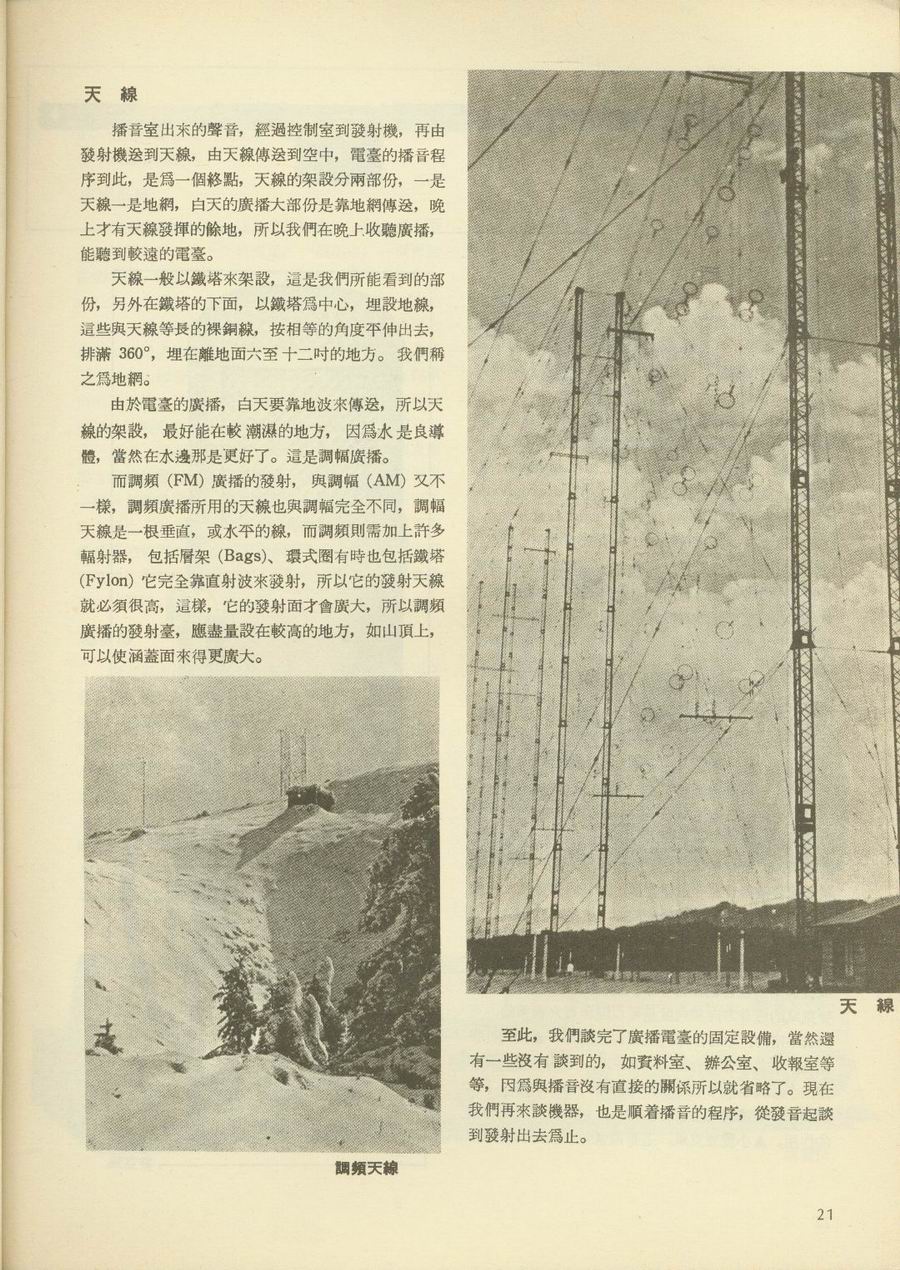 天線
播音室出來的聲音，經過控制室到發射機，再由
發射機送到天線，由天線傳送到空中，電臺的播音程
序到此，是爲一個終點，天線的架設分兩部份，一是
天線一是地網，白天的廣播大部份是靠地網傳送，晚
上才有天線發揮的餘地，所以我們在晚上收聽廣播，
能聽到較遠的電臺。
天線一般以鐵塔來架設，這是我們所能看到的部
份，另外在鐵塔的下面，以鐵塔爲中心，埋設地線，
這些與天線等長的裸銅線，按相等的角度平伸出去，
排滿 360°，埋在離地面六至十二吋的地方。我們稱
之爲地網。
由於電臺的廣播，白天要靠地波來傳送，所以天
線的架設，最好能在較潮濕的地方，因爲水是良導
體，當然在水邊那是更好了。這是調幅廣播。
而調頻 (FM) 廣播的發射，與調幅 (AM) 又不
一樣，調頻廣播所用的天線也與調幅完全不同，調幅
天線是一根垂直，或水平的線，而調頻則需加上許多
輻射器，包括層架 (Bags)、環式圈有時也包括鐵塔
(Fylon) 它完全靠直射波來發射，所以它的發射天線
就必須很高，這樣，它的發射面才會廣大，所以調頻
廣播的發射臺，應盡量設在較高的地方，如山頂上，
可以使涵蓋面來得更廣大。
調頻天線
天線
至此，我們談完了廣播電臺的固定設備，當然還
有一些沒有談到的，如資料室、辦公室、收報室等
等，因爲與播音沒有直接的關係所以就省略了。現在
我們再來談機器，也是順着播音的程序，從發音起談
到發射出去爲止。
21